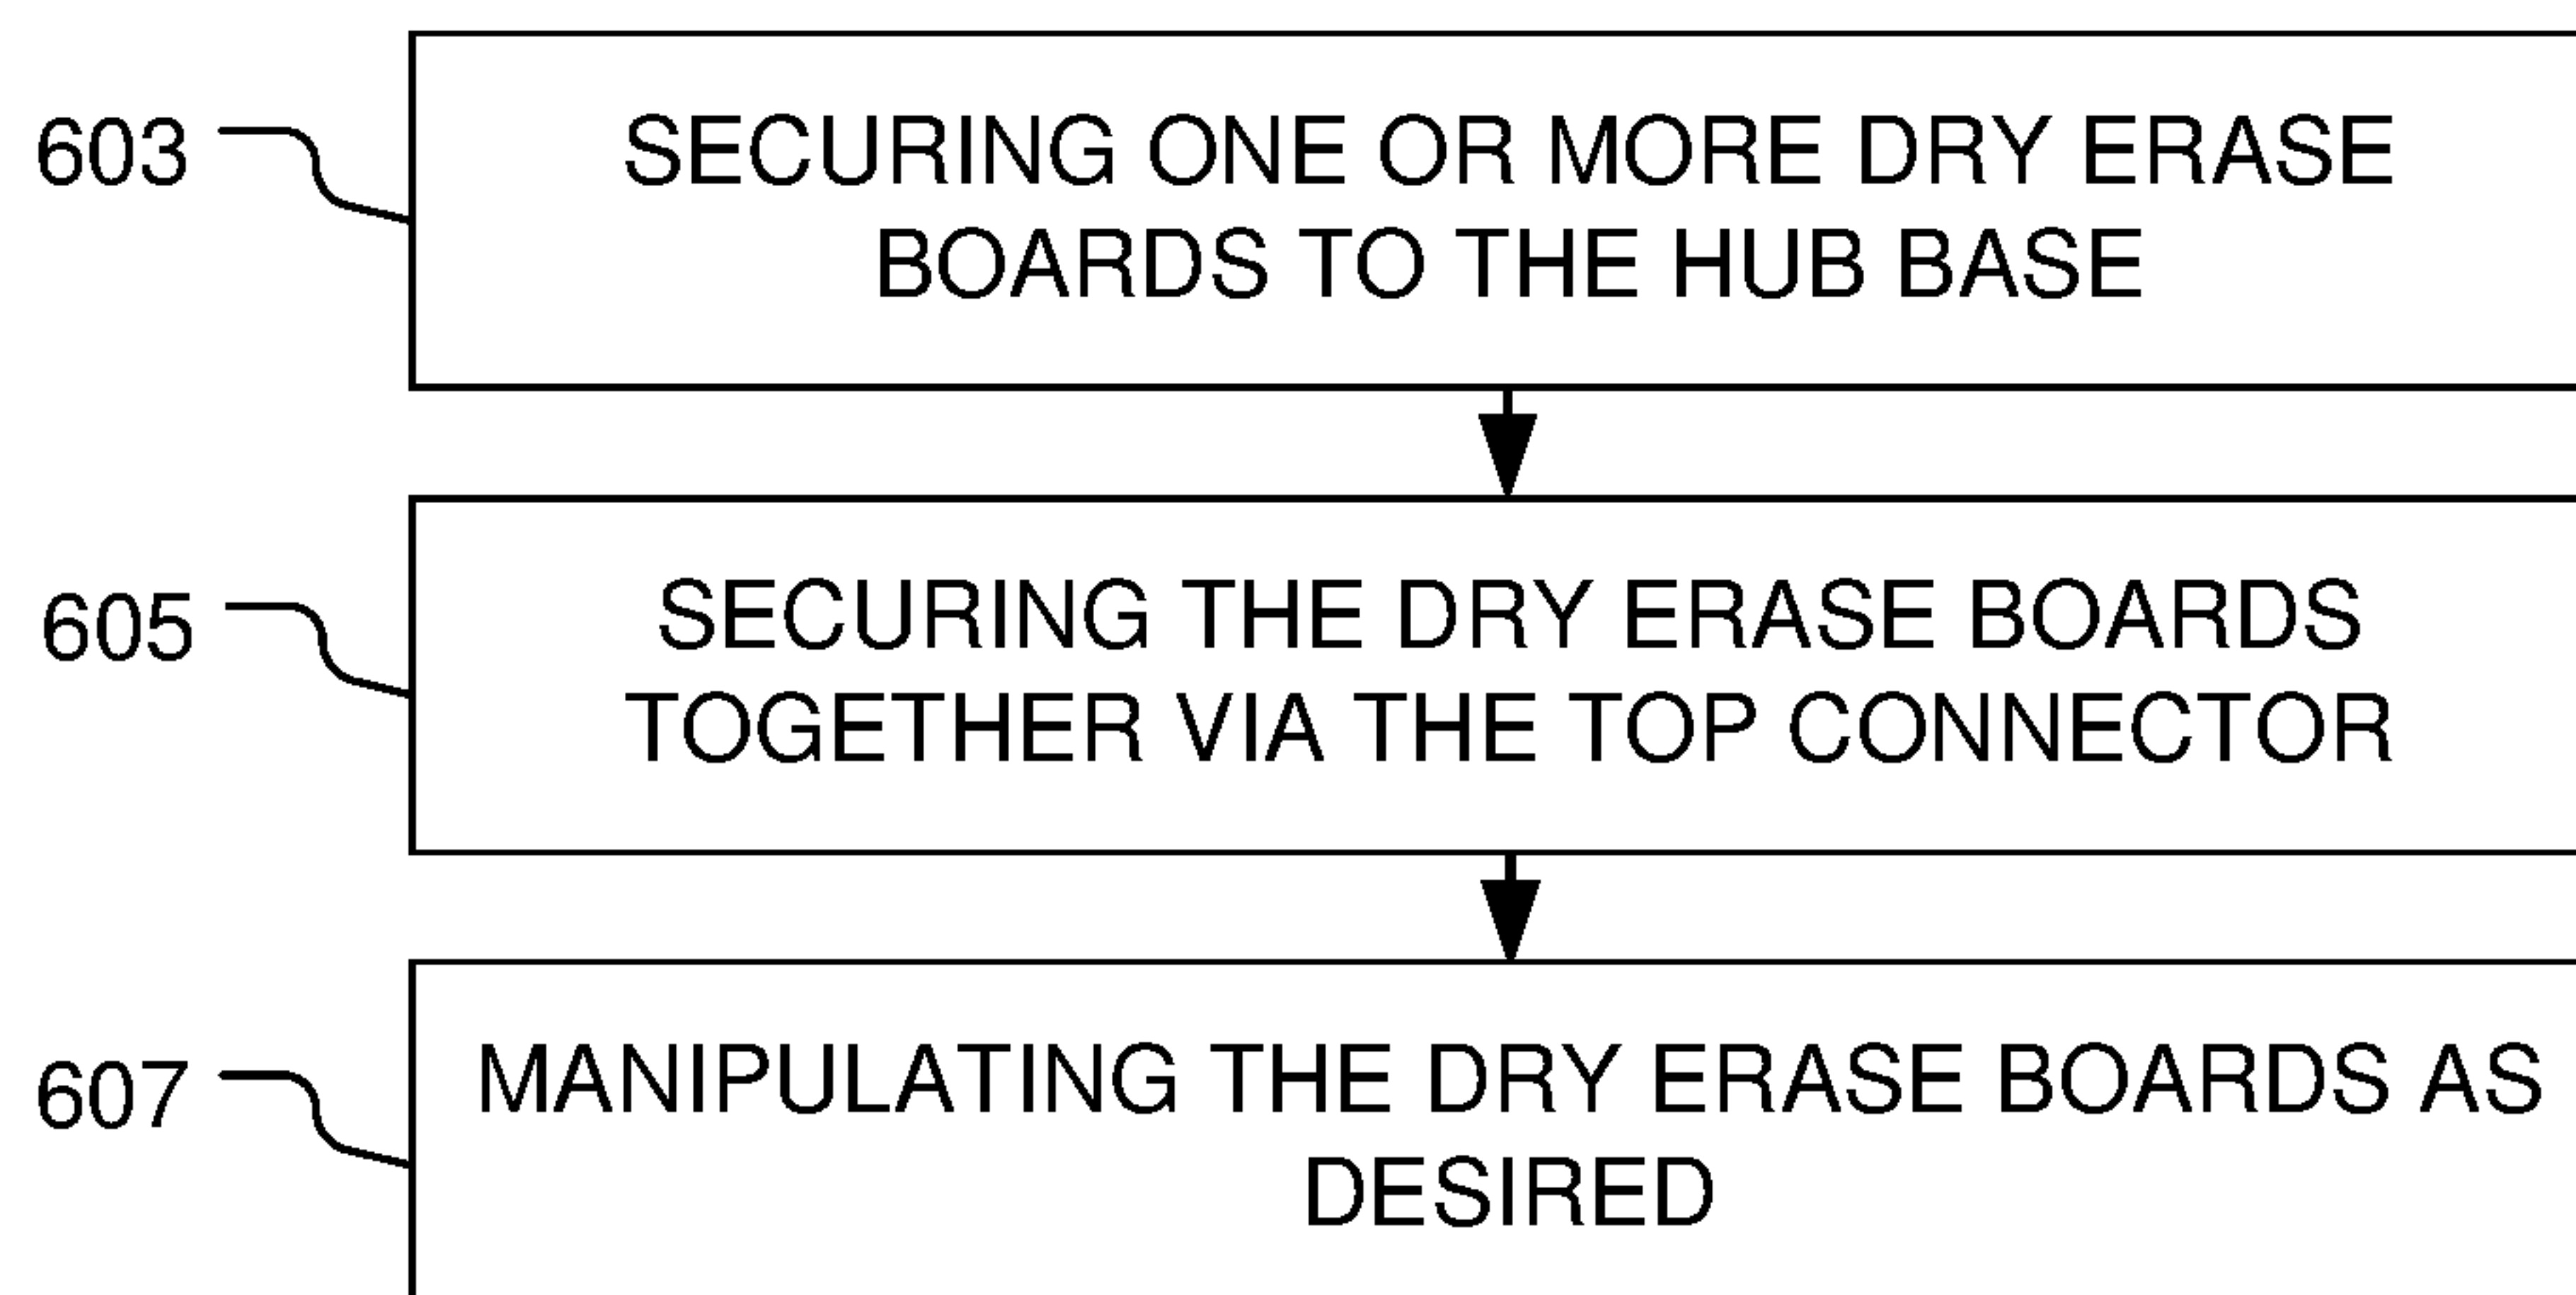 603
SECURING ONE OR MORE DRY ERASE
BOARDS TO THE HUB BASE
605
SECURING THE DRY ERASE BOARDS
TOGETHER VIA THE TOP CONNECTOR
607
MANIPULATING THE DRY ERASE BOARDS AS
DESIRED